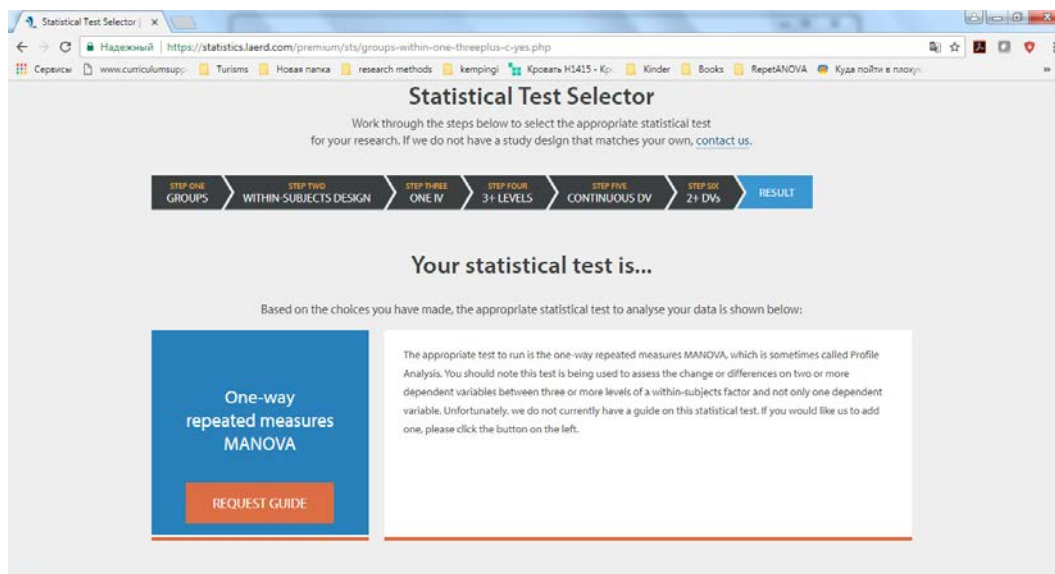 Statistical Test Selector |
Надежный | https://statistics.laerd.com/premium/sts/groups-within-one-threeplus-c-yes.php
Сервисы www.curriculumsupp Turisms Новая папка research methods kempingi Кровать H1415 - Кр Kinder Books RepetANOVA Куда пойти в плохую
Statistical Test Selector
Work through the steps below to select the appropriate statistical test
for your research. If we do not have a study design that matches your own, contact us.
STEP ONE STEP TWO STEP THREE STEP FOUR STEP FIVE STEP SIX
GROUPS WITHIN-SUBJECTS DESIGN ONE IV 3+ LEVELS CONTINUOUS DV 2+ DVs RESULT
Your statistical test is...
Based on the choices you have made, the appropriate statistical test to analyse your data is shown below:
One-way
repeated measures
MANOVA
REQUEST GUIDE
The appropriate test to run is the one-way repeated measures MANOVA, which is sometimes called Profile
Analysis. You should note this test is being used to assess the change or differences on two or more
dependent variables between three or more levels of a within-subjects factor and not only one dependent
variable. Unfortunately, we do not currently have a guide on this statistical test. If you would like us to add
one, please click the button on the left.